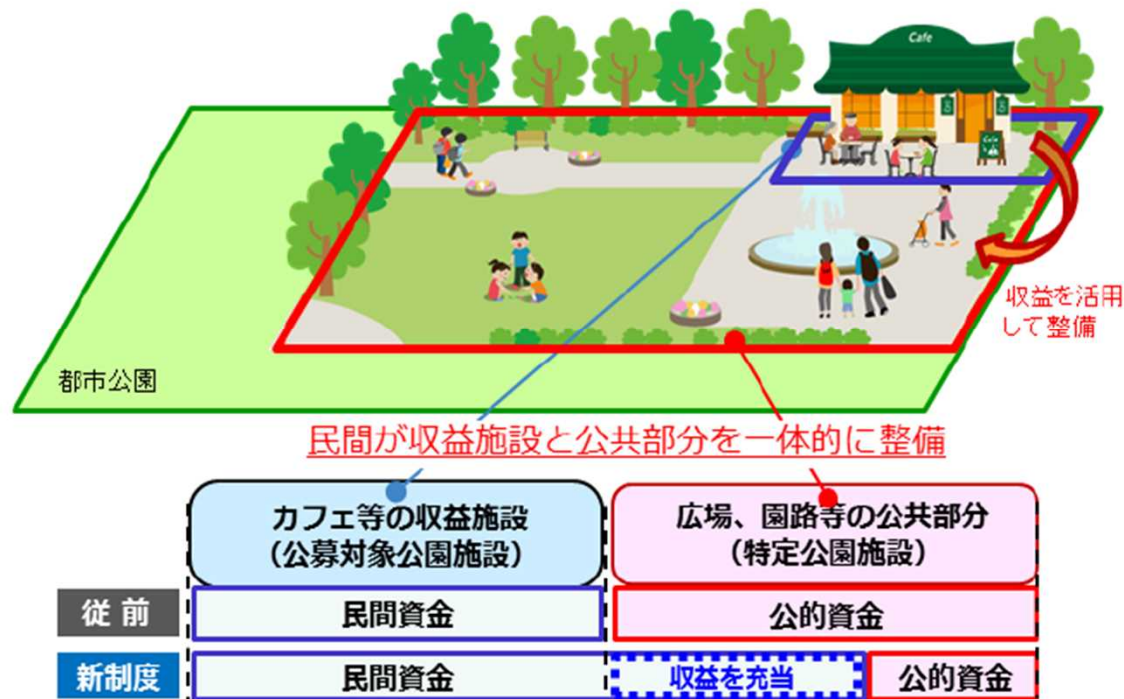 Cafe
Cafe
収益を活用
して整備
都市公園
民間が収益施設と公共部分を一体的に整備
カフェ等の収益施設
(公募対象公園施設)
広場、園路等の公共部分
(特定公園施設)
従前
民間資金
公的資金
新制度
民間資金
収益を充当
公的資金